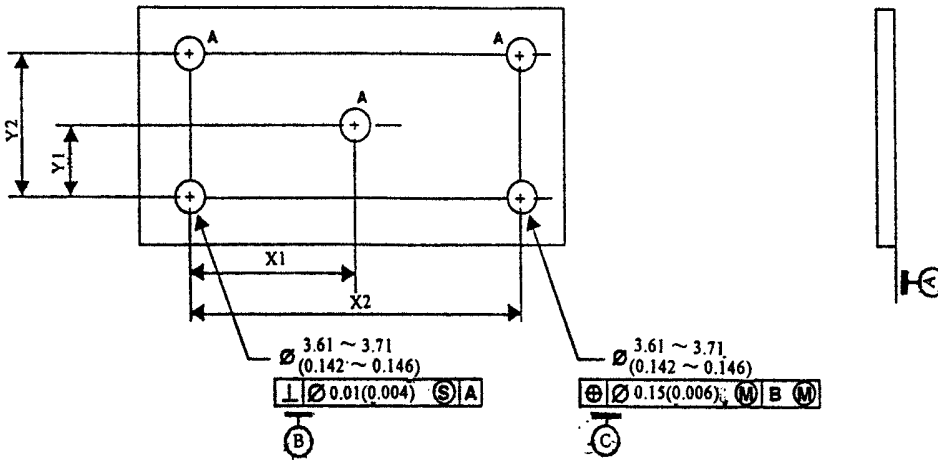 A
A
A
Y2
Y1
X1
X2
Ø 3.61 ~ 3.71
(0.142 ~ 0.146)
⊥ Ø 0.01(0.004) Ⓢ A
B
Ø 3.61 ~ 3.71
(0.142 ~ 0.146)
⌖ Ø 0.15(0.006) Ⓜ B Ⓜ
C
A